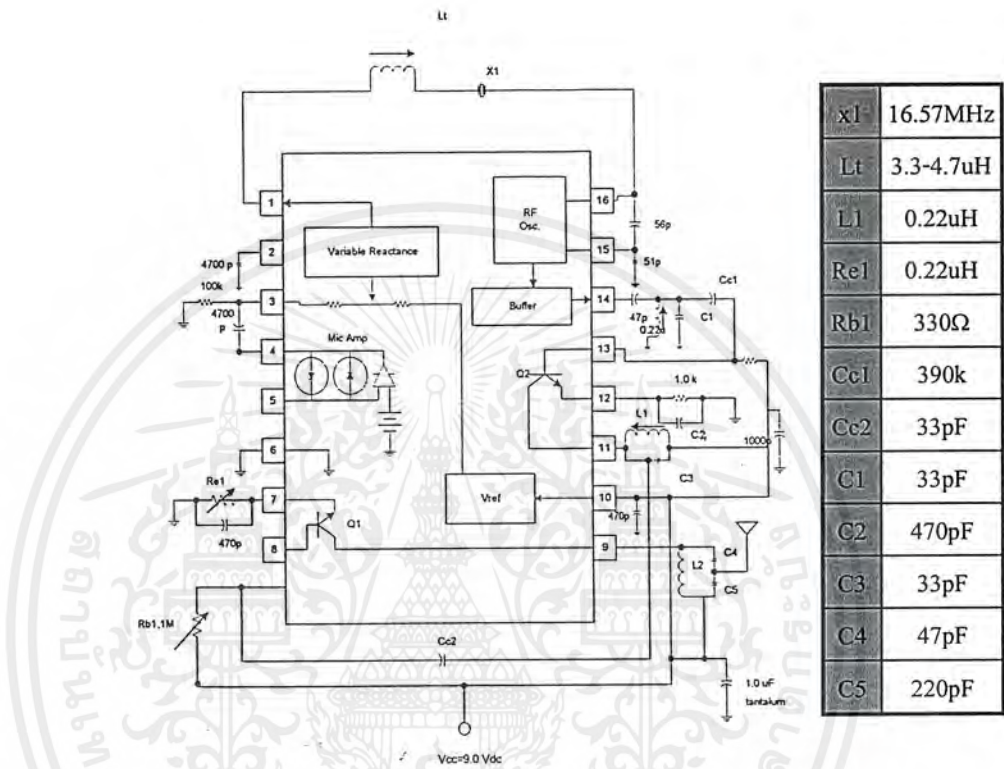 Lt
X1
1
2
3
4
5
6
7
8
16
15
14
13
12
11
10
9
Variable Reactance
RF
Osc.
Buffer
Mic Amp
Vref
Q1
Q2
4700 p
100k
4700
p
Re1
470p
Rb1,1M
Cc2
Vcc=9.0 Vdc
56p
51p
Cc1
47p
C1
1.0 k
L1
C2
C3
470p
C4
L2
C5
1.0 uF
tantalum
x1 16.57MHz
Lt 3.3-4.7uH
L1 0.22uH
Re1 0.22uH
Rb1 330Ω
Cc1 390k
Cc2 33pF
C1 33pF
C2 470pF
C3 33pF
C4 47pF
C5 220pF